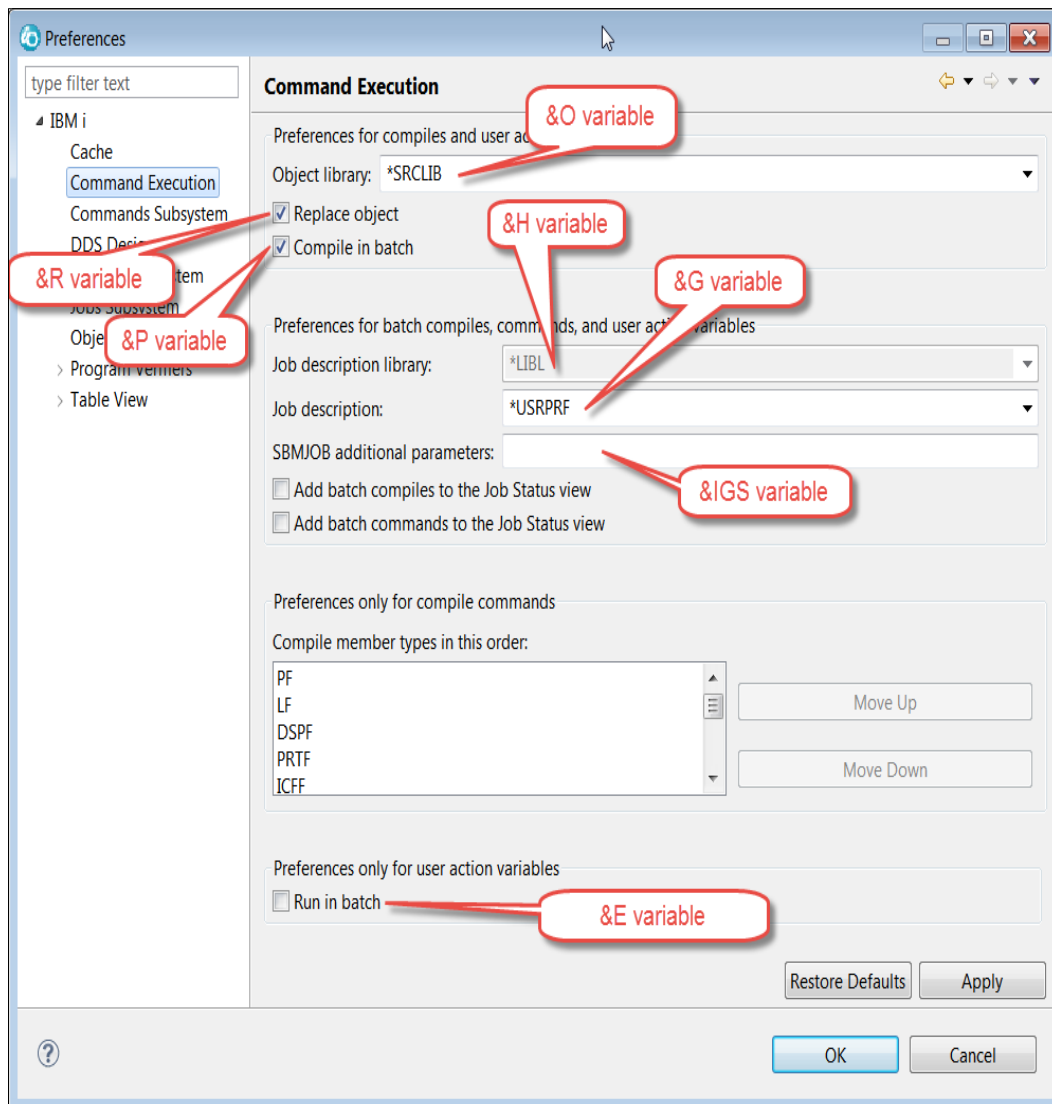 Preferences
type filter text
IBM i
Cache
Command Execution
Commands Subsystem
DDS Desi
tem
Jobs Subsystem
Obje
Program Verifiers
Table View
Command Execution
&O variable
Preferences for compiles and user ac
Object library: *SRCLIB
Replace object
&H variable
Compile in batch
&R variable
&G variable
&P variable
Preferences for batch compiles, commands, and user action variables
Job description library: *LIBL
Job description: *USRPRF
SBMJOB additional parameters:
&IGS variable
Add batch compiles to the Job Status view
Add batch commands to the Job Status view
Preferences only for compile commands
Compile member types in this order:
PF
LF
DSPF
PRTF
ICFF
Move Up
Move Down
Preferences only for user action variables
Run in batch
&E variable
Restore Defaults Apply
OK Cancel